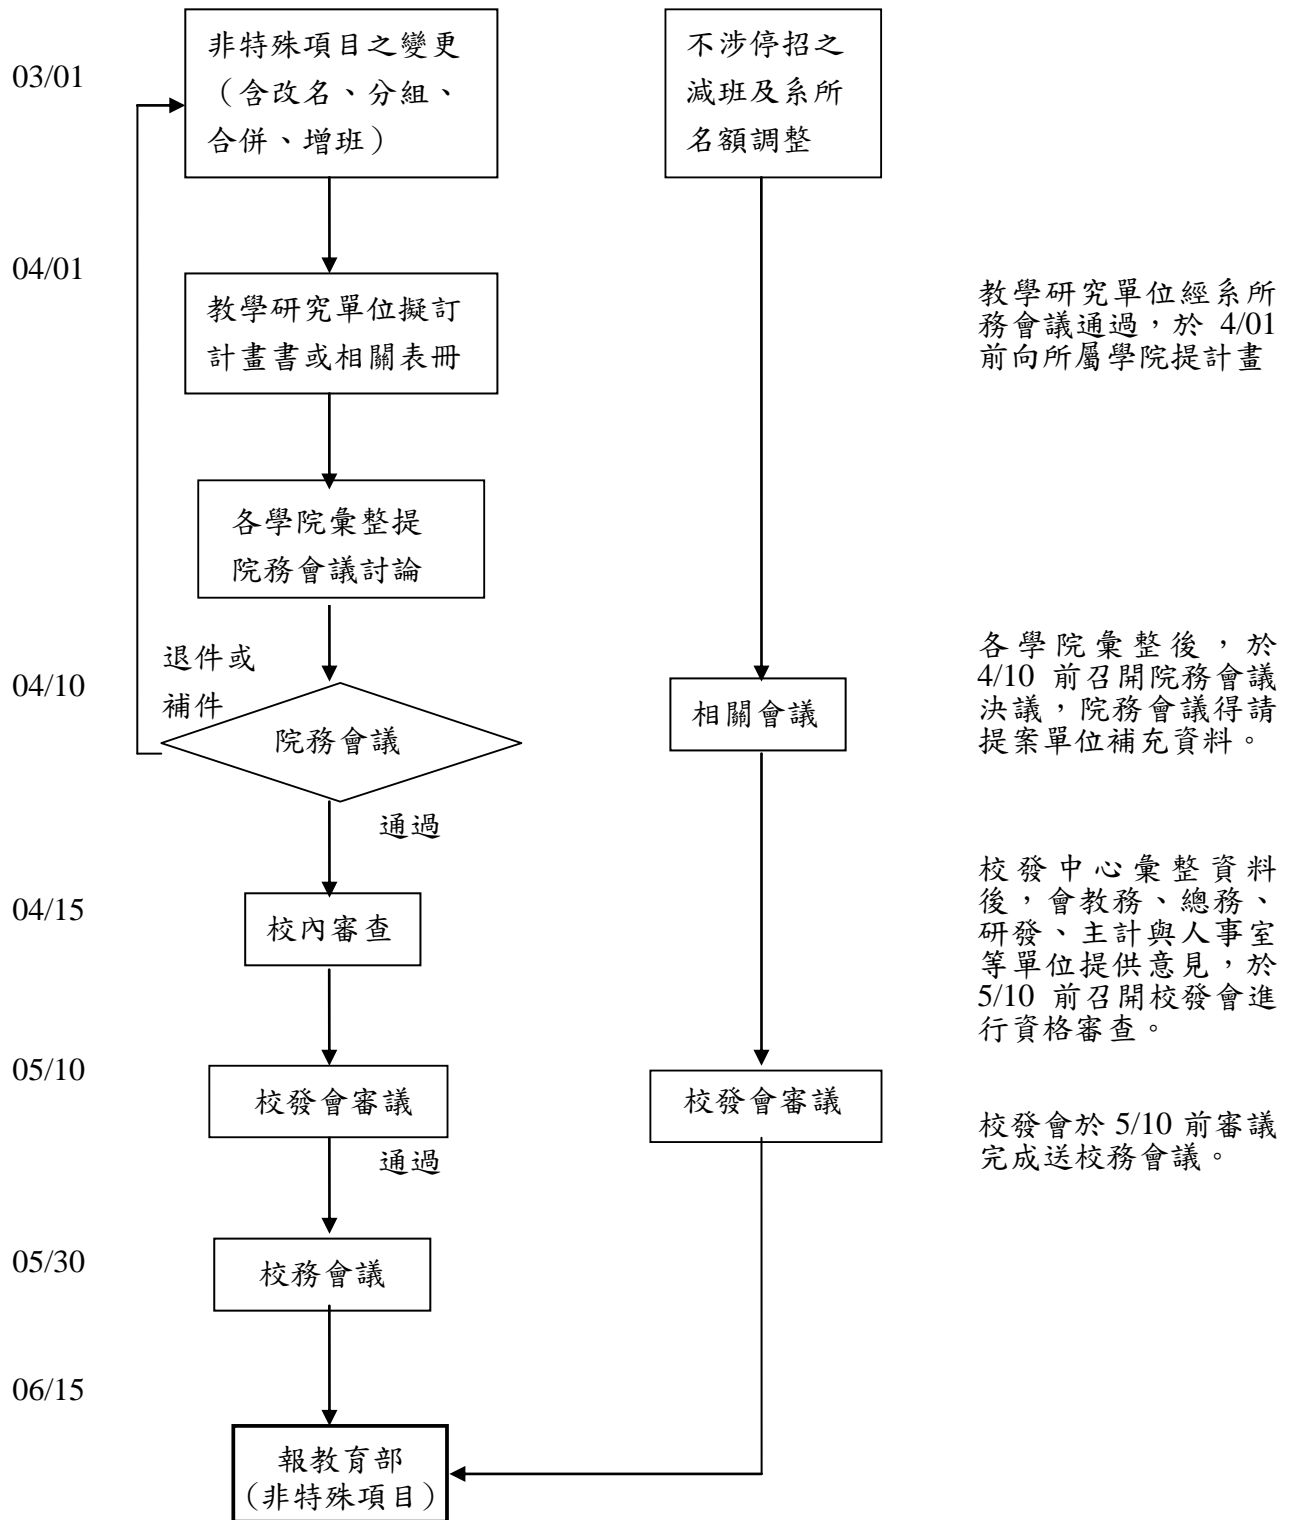 03/01
非特殊項目之變更
（含改名、分組、
合併、增班）
不涉停招之
減班及系所
名額調整
04/01
教學研究單位擬訂
計畫書或相關表冊
教學研究單位經系所
務會議通過，於 4/01
前向所屬學院提計畫
各學院彙整提
院務會議討論
退件或
補件
04/10
院務會議
相關會議
各學院彙整後，於
4/10 前召開院務會議
決議，院務會議得請
提案單位補充資料。
通過
04/15
校內審查
校發中心彙整資料
後，會教務、總務、
研發、主計與人事室
等單位提供意見，於
5/10 前召開校發會進
行資格審查。
05/10
校發會審議
校發會審議
校發會於 5/10 前審議
完成送校務會議。
通過
05/30
校務會議
06/15
報教育部
（非特殊項目）